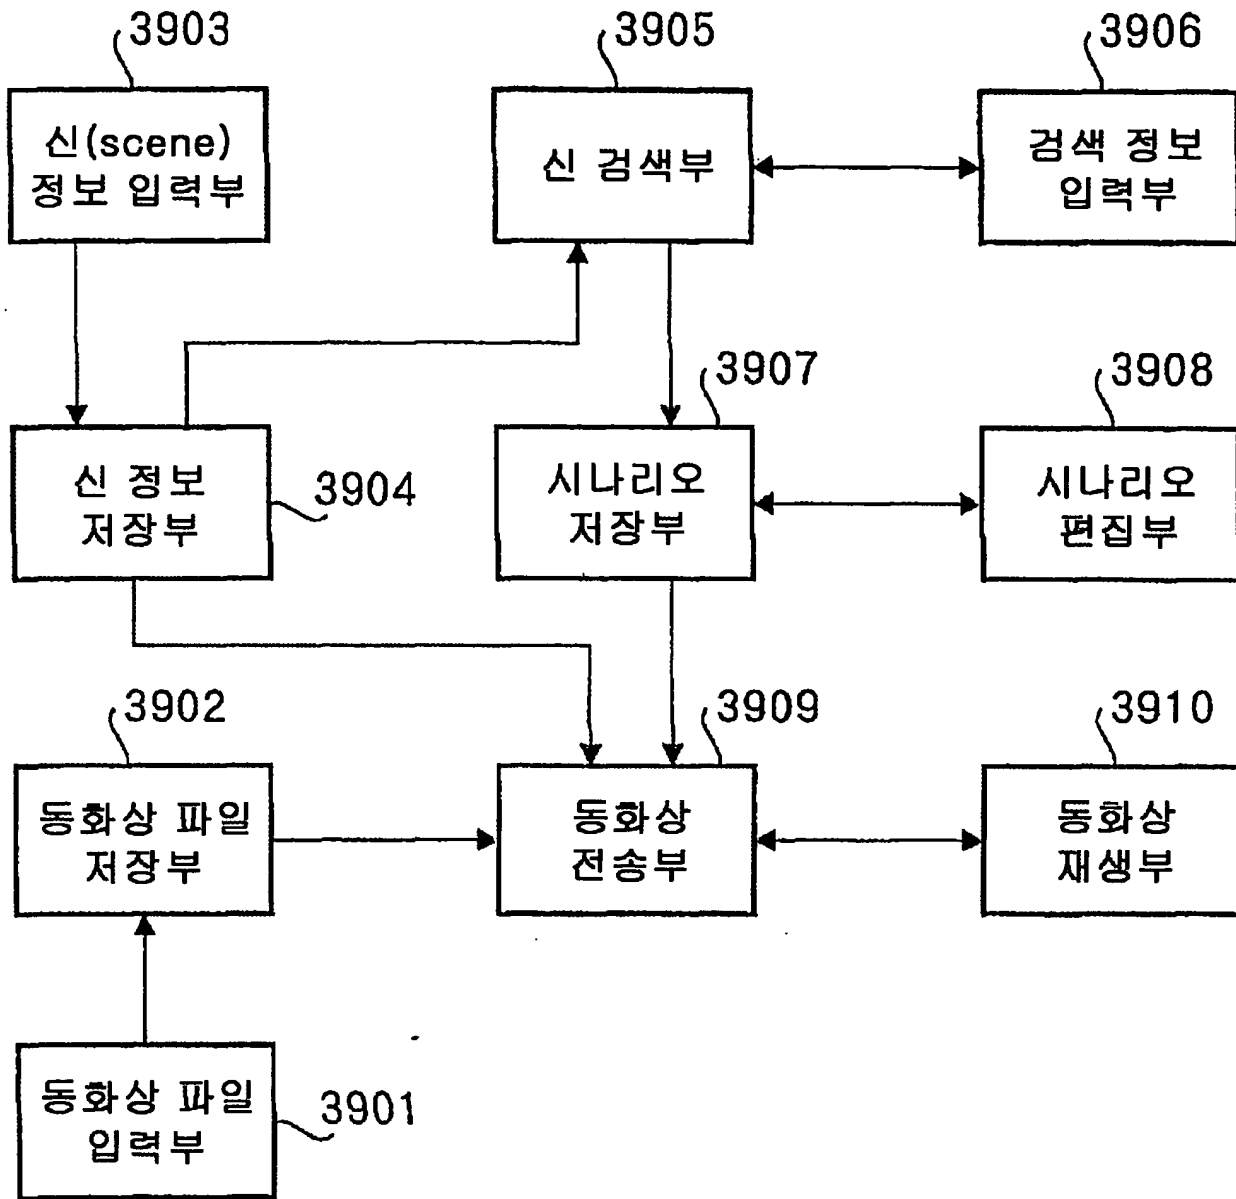 3903
신(scene)
정보 입력부
3905
신 검색부
3906
검색 정보
입력부
신 정보
저장부
3904
3907
시나리오
저장부
3908
시나리오
편집부
3902
동화상 파일
저장부
3909
동화상
전송부
3910
동화상
재생부
동화상 파일
입력부
3901